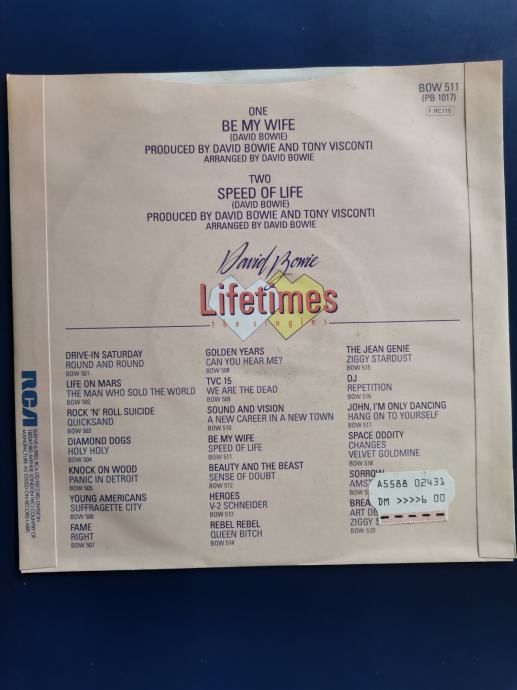 BOW 511
(PB 1017)
F RC110
ONE
BE MY WIFE
(DAVID BOWIE)
PRODUCED BY DAVID BOWIE AND TONY VISCONTI
ARRANGED BY DAVID BOWIE
TWO
SPEED OF LIFE
(DAVID BOWIE)
PRODUCED BY DAVID BOWIE AND TONY VISCONTI
ARRANGED BY DAVID BOWIE
David Bowie
Lifetimes
the singles
DRIVE-IN SATURDAY
ROUND AND ROUND
BOW 501
LIFE ON MARS
THE MAN WHO SOLD THE WORLD
BOW 502
ROCK 'N' ROLL SUICIDE
QUICKSAND
BOW 503
DIAMOND DOGS
HOLY HOLY
BOW 504
KNOCK ON WOOD
PANIC IN DETROIT
BOW 505
YOUNG AMERICANS
SUFFRAGETTE CITY
BOW 506
FAME
RIGHT
BOW 507
GOLDEN YEARS
CAN YOU HEAR ME?
BOW 508
TVC 15
WE ARE THE DEAD
BOW 509
SOUND AND VISION
A NEW CAREER IN A NEW TOWN
BOW 510
BE MY WIFE
SPEED OF LIFE
BOW 511
BEAUTY AND THE BEAST
SENSE OF DOUBT
BOW 512
HEROES
V-2 SCHNEIDER
BOW 513
REBEL REBEL
QUEEN BITCH
BOW 514
THE JEAN GENIE
ZIGGY STARDUST
BOW 515
DJ
REPETITION
BOW 516
JOHN, I'M ONLY DANCING
HANG ON TO YOURSELF
BOW 517
SPACE ODDITY
CHANGES
VELVET GOLDMINE
BOW 518
SORROW
AMST
BREA
ART DE
ZIGGY S
BOW 520
A5588 02431
DM >>>>6 00
RCA